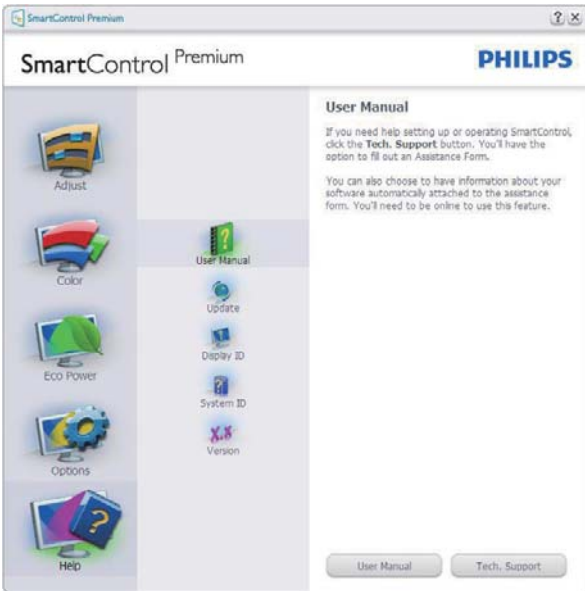 SmartControl Premium
? ×
SmartControl Premium
PHILIPS
Adjust
Color
Eco Power
Options
Help
?
User Manual
Update
Display ID
System ID
X.X
Version
User Manual
If you need help setting up or operating SmartControl,
click the Tech. Support button. You'll have the
option to fill out an Assistance Form.
You can also choose to have information about your
software automatically attached to the assistance
form. You'll need to be online to use this feature.
User Manual
Tech. Support